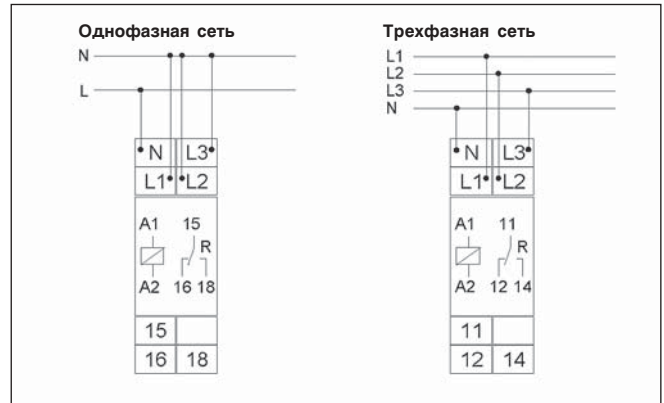 Однофазная сеть
N
L
N L3
L1 L2
A1 15
R
A2 16 18
15
16 18
Трехфазная сеть
L1
L2
L3
N
N L3
L1 L2
A1 11
R
A2 12 14
11
12 14